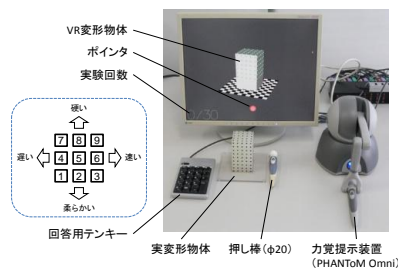 VR変形物体
ポインタ
実験回数
0/30
硬い
7 8 9
遅い 4 5 6 速い
1 2 3
柔らかい
回答用テンキー
実変形物体
押し棒(φ20)
力覚提示装置
(PHANToM Omni)